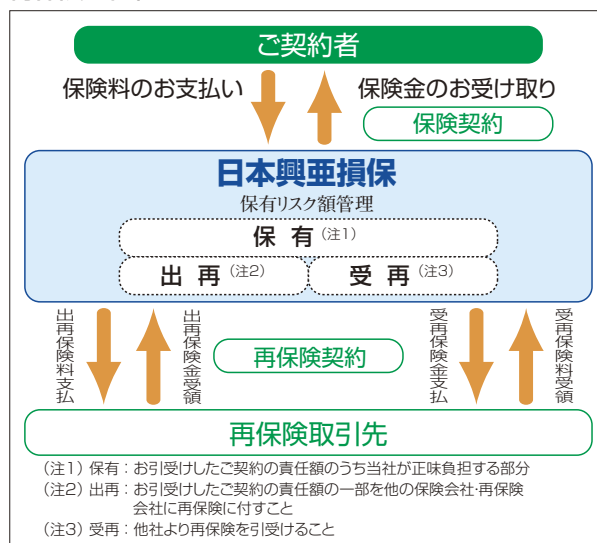 ご契約者
保険料のお支払い
保険金のお受け取り
保険契約
日本興亜損保
保有リスク額管理
保 有 (注1)
出 再 (注2)
受 再 (注3)
出再保険料支払
出再保険金受領
再保険契約
受再保険金支払
受再保険料受領
再保険取引先
(注1) 保有:お引受けしたご契約の責任額のうち当社が正味負担する部分
(注2) 出再:お引受けしたご契約の責任額の一部を他の保険会社・再保険
会社に再保険に付すこと
(注3) 受再:他社より再保険を引受けること